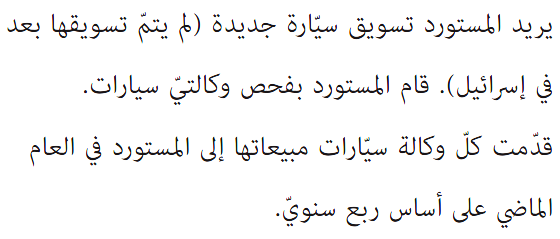 يريد المستورد تسويق سيّارة جديدة (لم يتمّ تسويقها بعد
في إسرائيل). قام المستورد بفحص وكالتيّ سيارات.
قدّمت كلّ وكالة سيّارات مبيعاتها إلى المستورد في العام
الماضي على أساس ربع سنويّ.